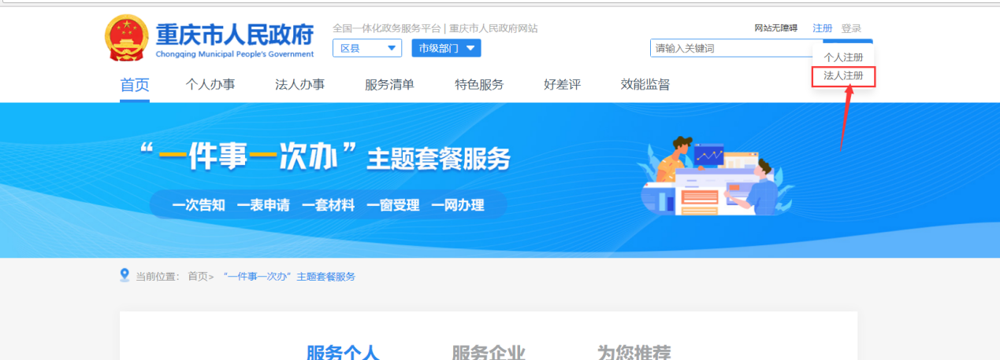 重庆市人民政府
Chongqing Municipal People's Government
全国一体化政务服务平台 | 重庆市人民政府网站
区县
市级部门
网站无障碍 注册 登录
请输入关键词
个人注册
法人注册
首页 个人办事 法人办事 服务清单 特色服务 好差评 效能监督
“一件事一次办”主题套餐服务
一次告知 一表申请 一套材料 一窗受理 一网办理
当前位置: 首页> “一件事一次办”主题套餐服务
服务个人 服务企业 为您推荐